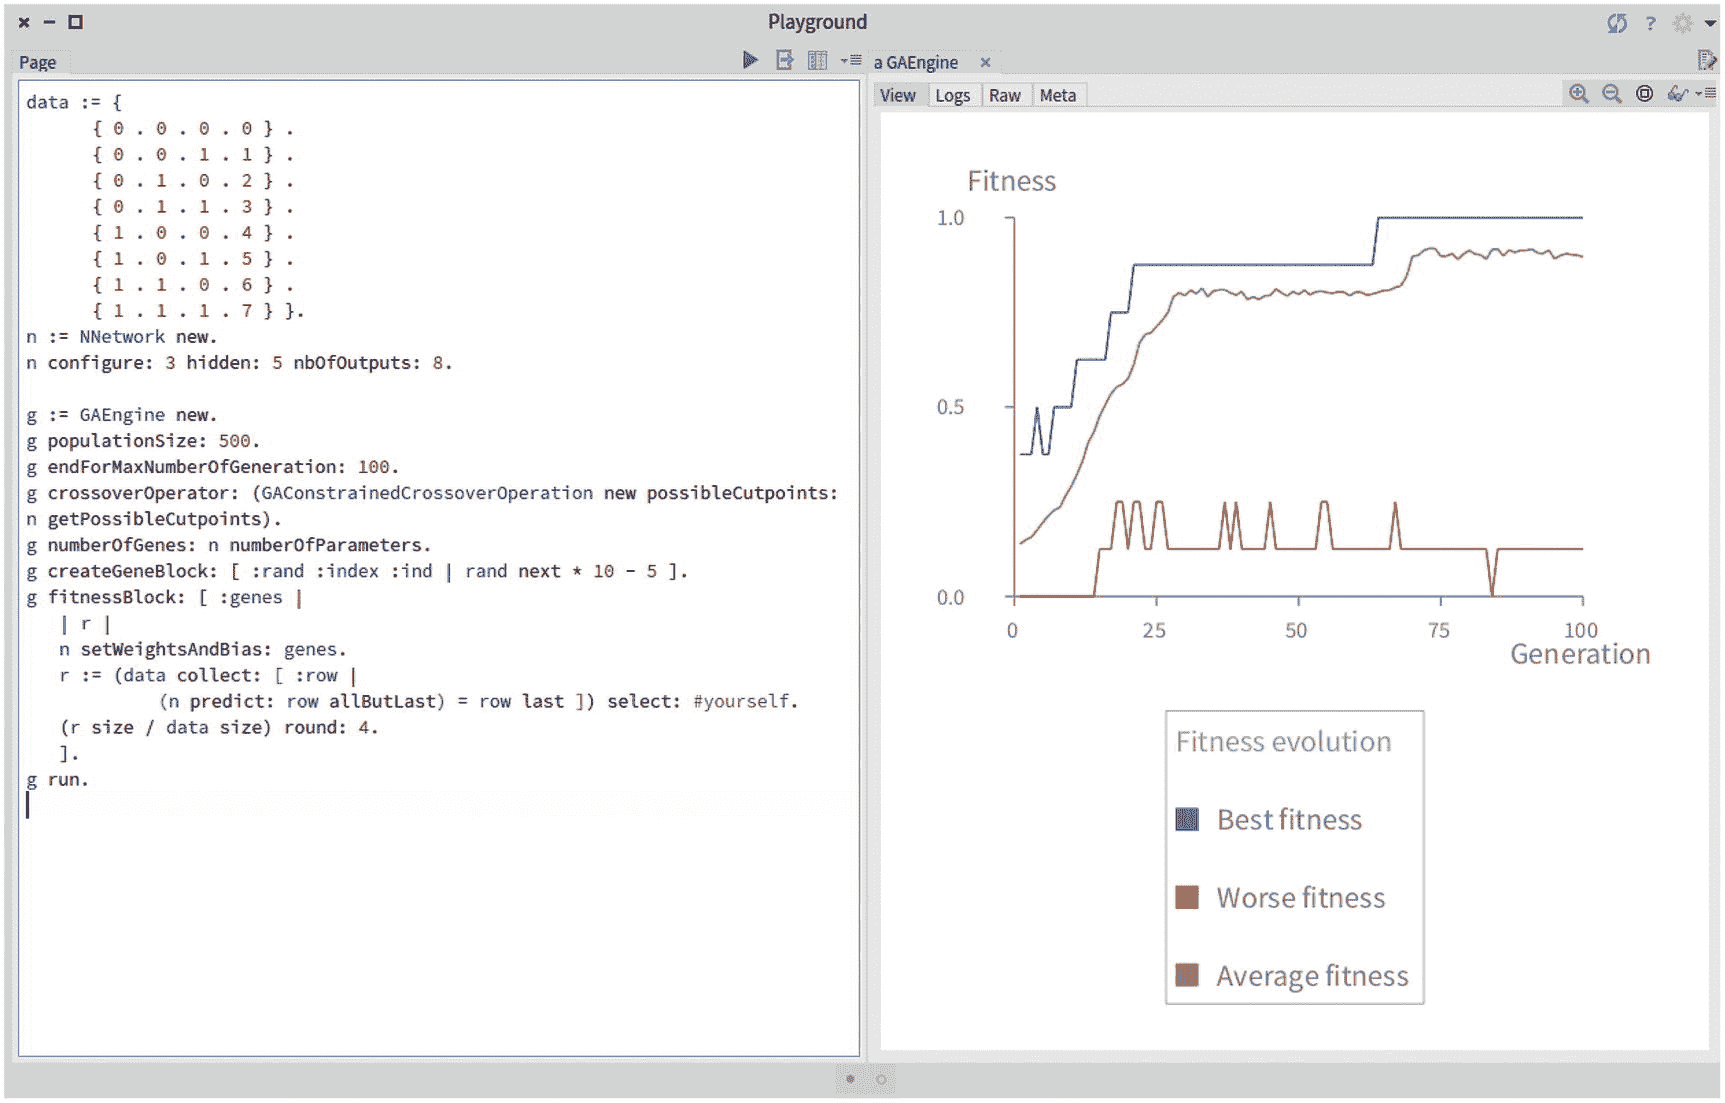 Playground
?
Page
data := {
{ 0 . 0 . 0 . 0 } .
{ 0 . 0 . 1 . 1 } .
{ 0 . 1 . 0 . 2 } .
{ 0 . 1 . 1 . 3 } .
{ 1 . 0 . 0 . 4 } .
{ 1 . 0 . 1 . 5 } .
{ 1 . 1 . 0 . 6 } .
{ 1 . 1 . 1 . 7 } }.
n := NNetwork new.
n configure: 3 hidden: 5 nbOfOutputs: 8.
g := GAEngine new.
g populationSize: 500.
g endForMaxNumberOfGeneration: 100.
g crossoverOperator: (GAConstrainedCrossoverOperation new possibleCutpoints:
n getPossibleCutpoints).
g numberOfGenes: n numberOfParameters.
g createGeneBlock: [ :rand :index :ind | rand next * 10 - 5 ].
g fitnessBlock: [ :genes |
| r |
n setWeightsAndBias: genes.
r := (data collect: [ :row |
(n predict: row allButLast) = row last ]) select: #yourself.
(r size / data size) round: 4.
].
g run.
a GAEngine
View Logs Raw Meta
Fitness
1.0
0.5
0.0
0 25 50 75 100
Generation
Fitness evolution
Best fitness
Worse fitness
Average fitness